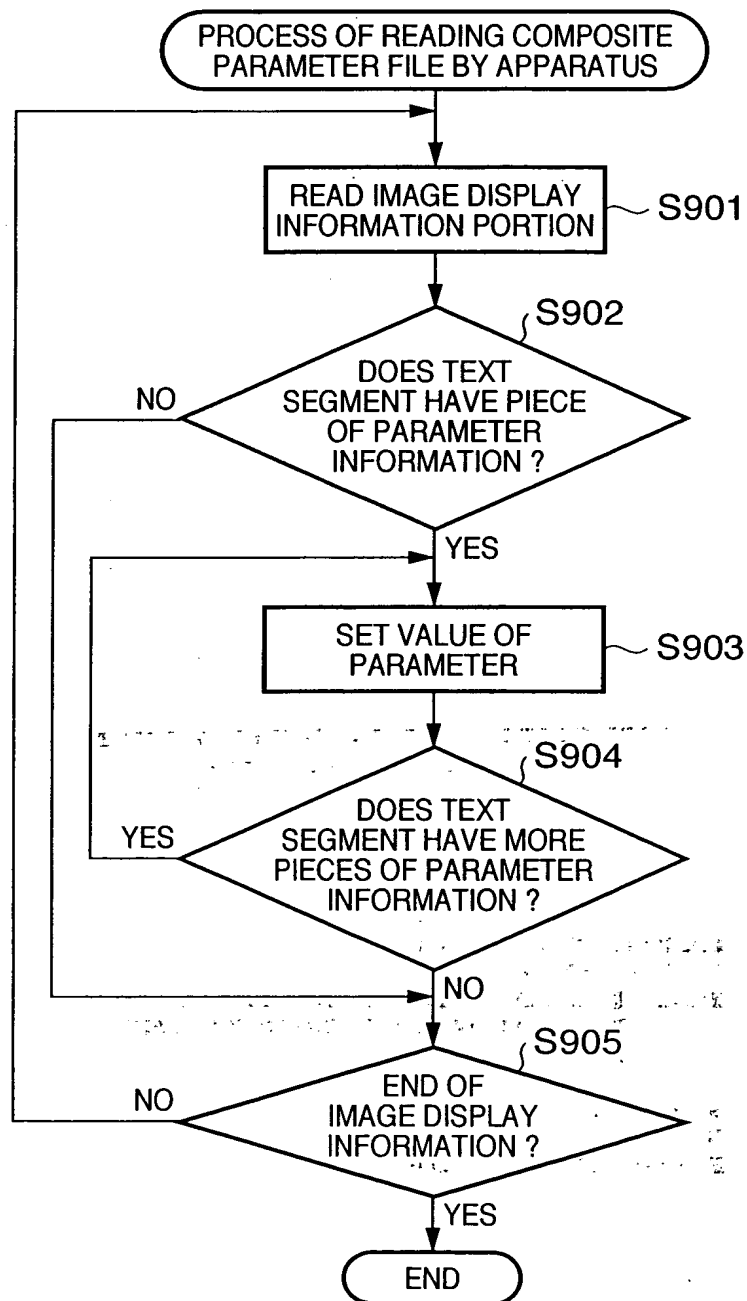 PROCESS OF READING COMPOSITE
PARAMETER FILE BY APPARATUS
READ IMAGE DISPLAY
INFORMATION PORTION
S901
S902
DOES TEXT
SEGMENT HAVE PIECE
OF PARAMETER
INFORMATION ?
NO
YES
SET VALUE OF
PARAMETER
S903
S904
DOES TEXT
SEGMENT HAVE MORE
PIECES OF PARAMETER
INFORMATION ?
YES
NO
S905
END OF
IMAGE DISPLAY
INFORMATION ?
NO
YES
END